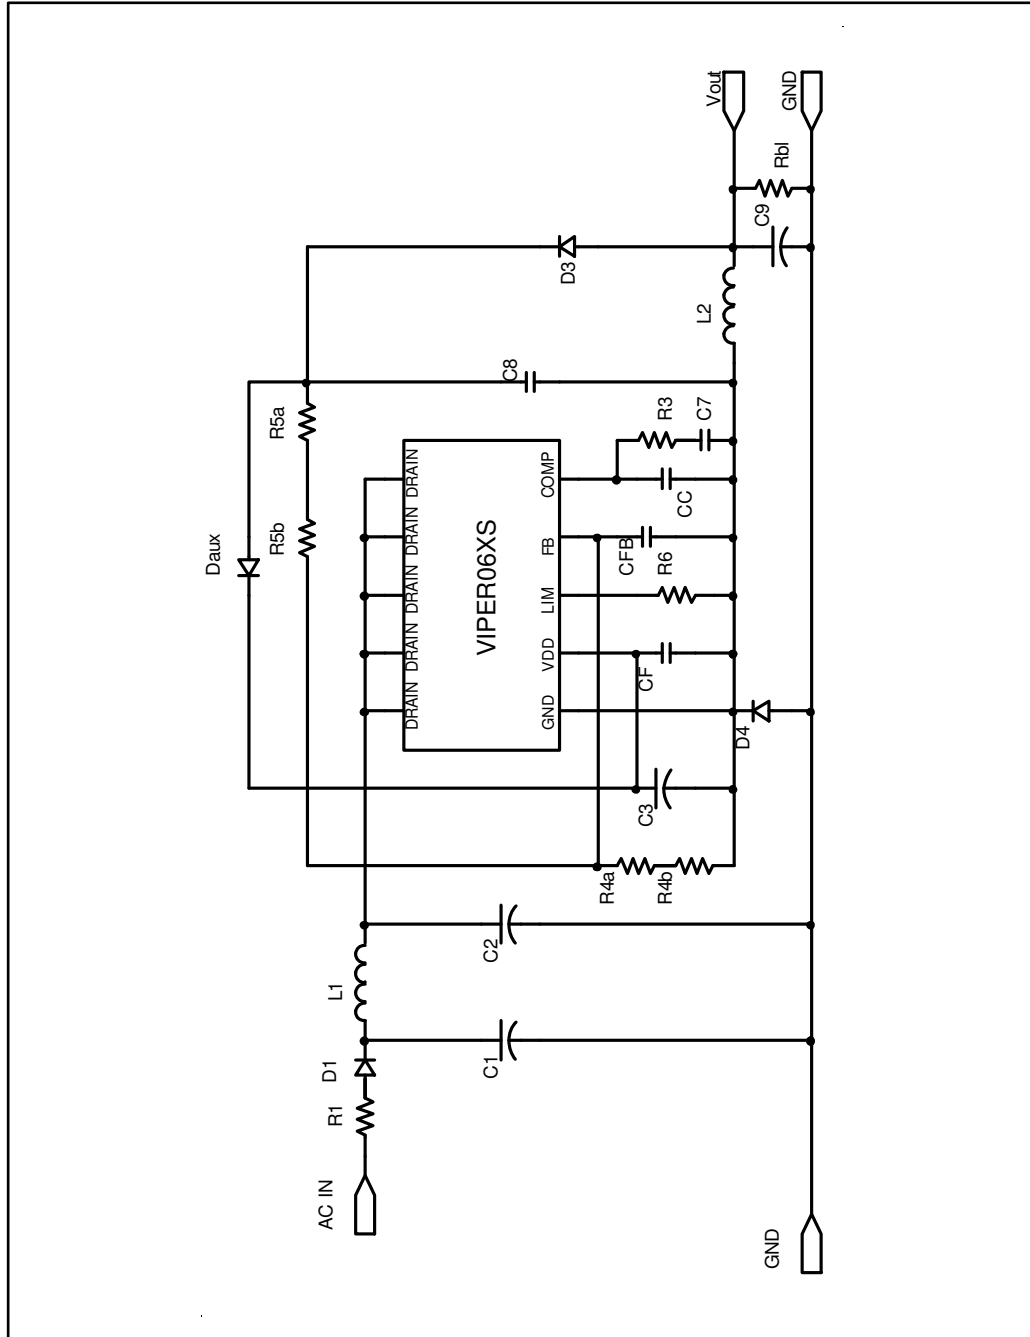 AC IN
R1
D1
L1
C1
C2
GND
Daux
R5b
R5a
DRAIN
DRAIN
DRAIN
DRAIN
DRAIN
VIPER06XS
GND
VDD
LIM
FB
COMP
R4a
R4b
C3
CF
D4
R6
CFB
CC
R3
C7
C8
D3
L2
C9
Rbl
Vout
GND